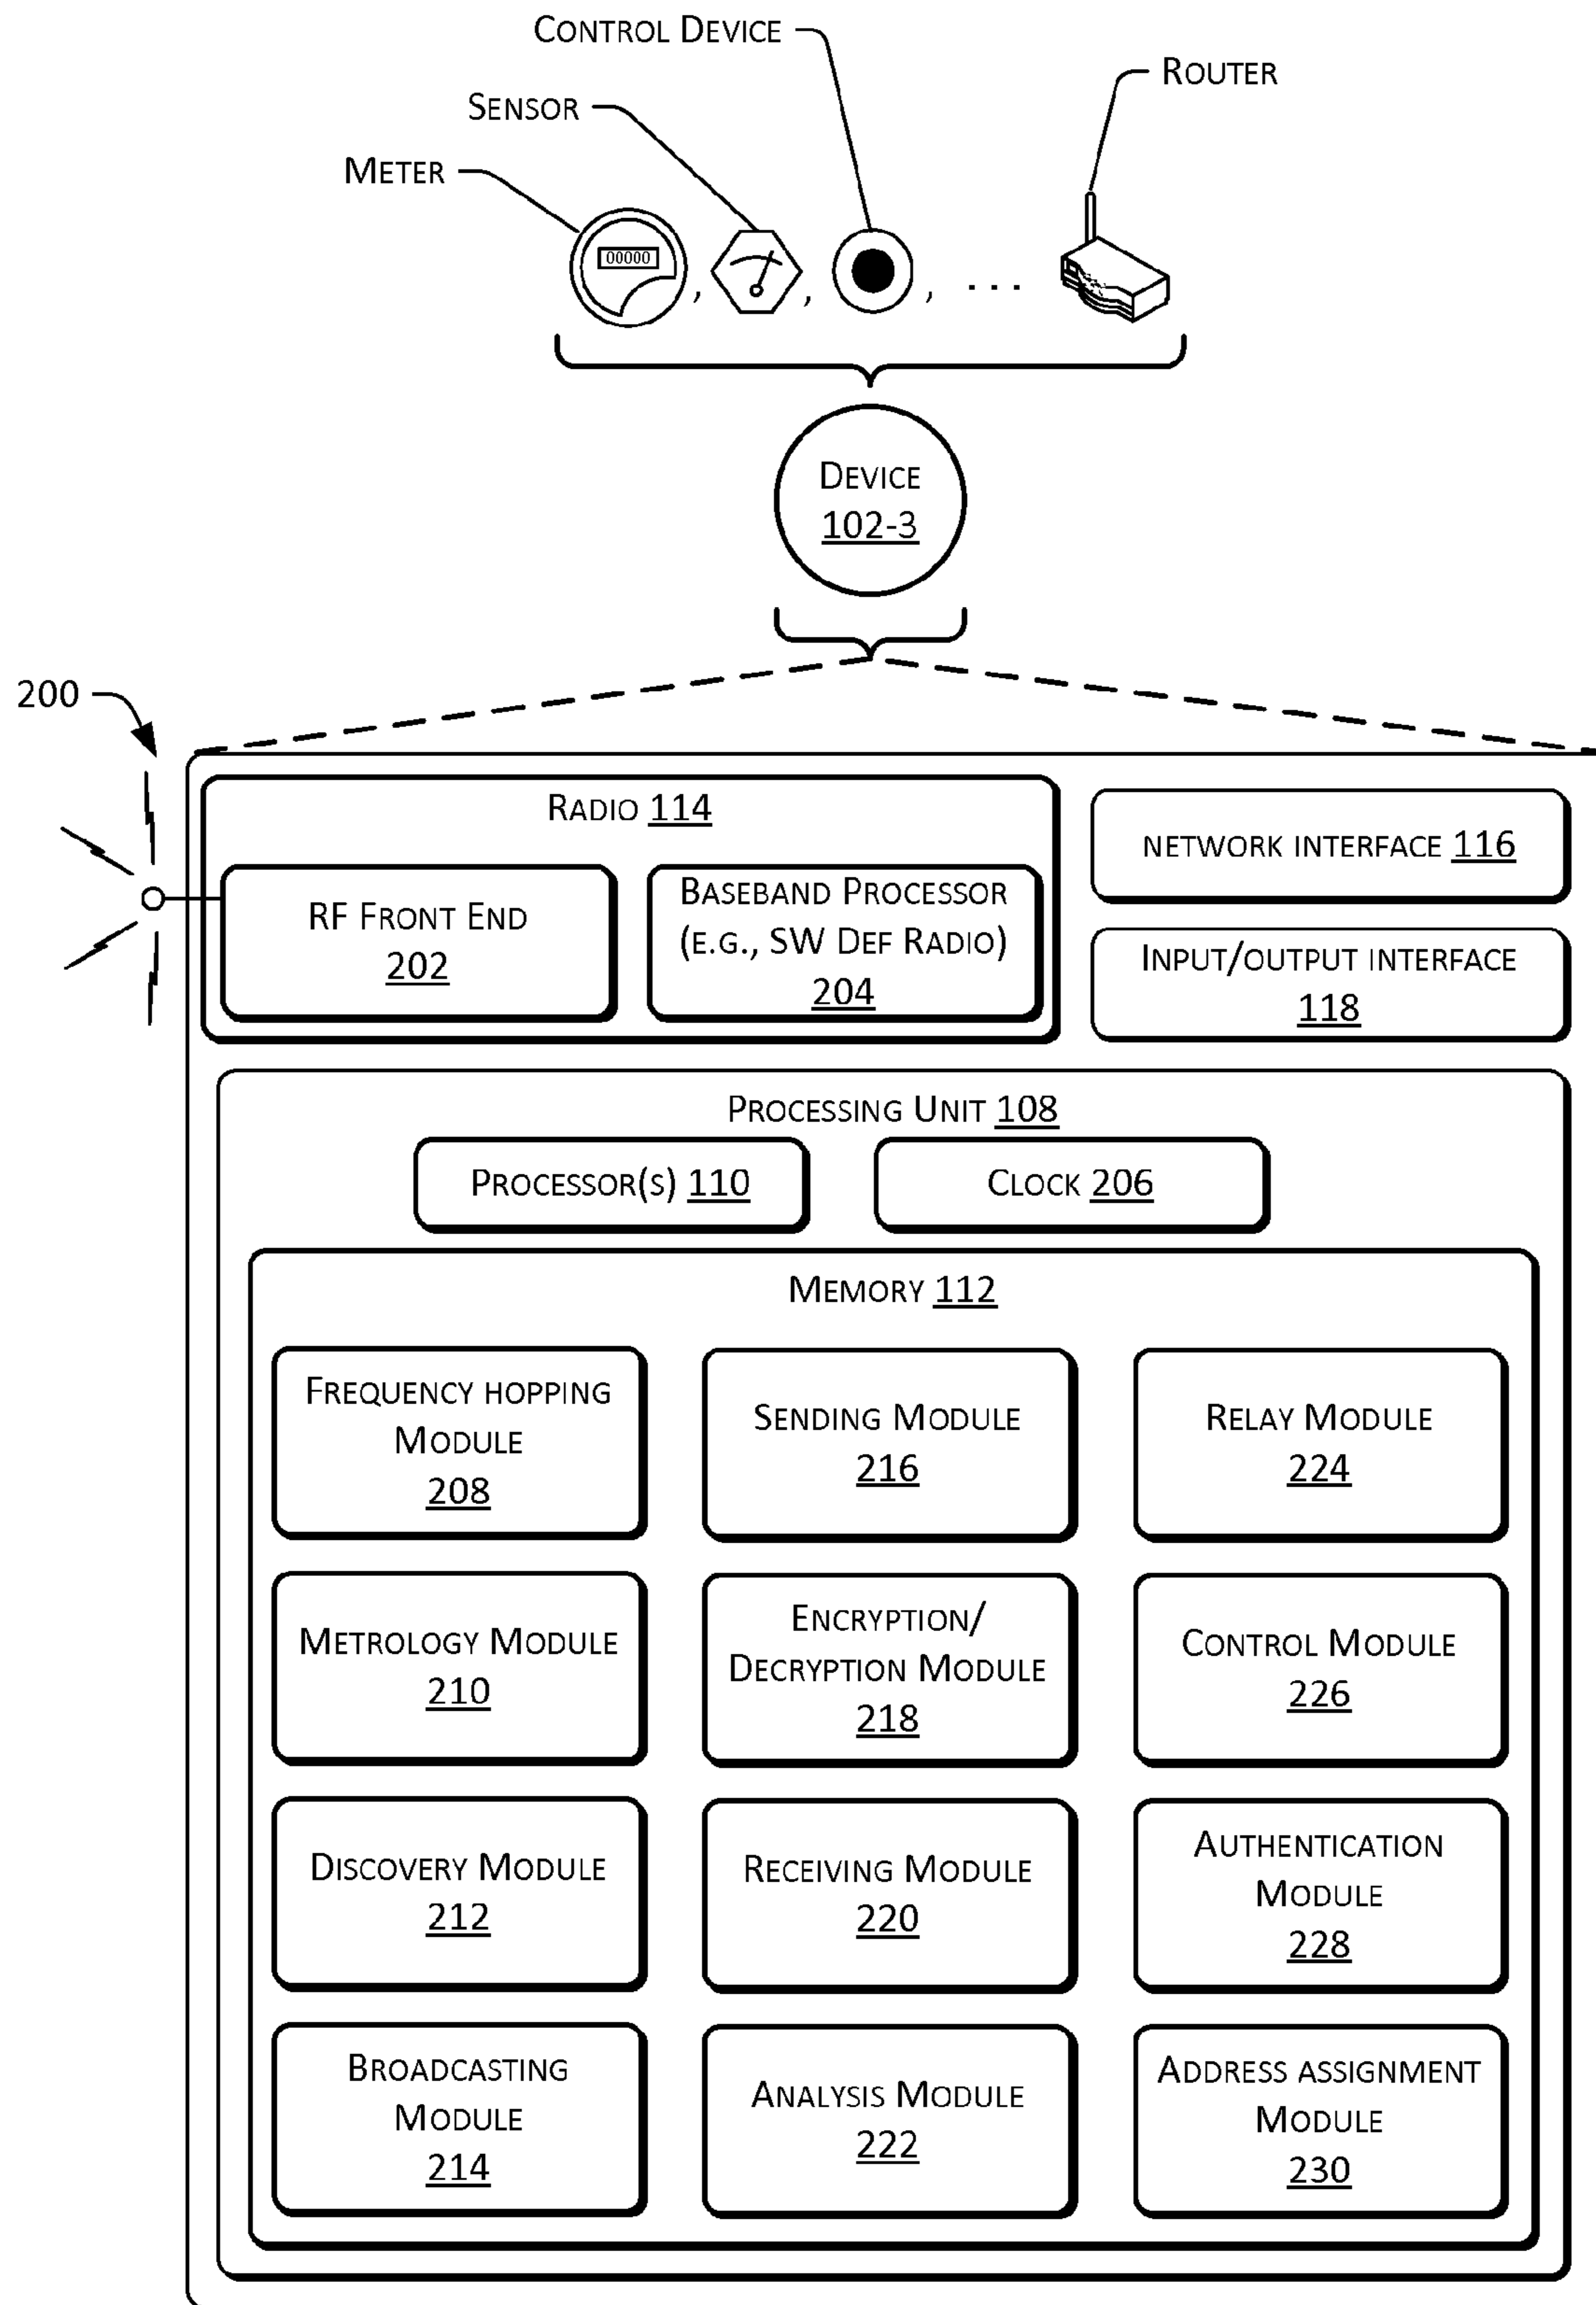 Control Device
Router
Sensor
Meter
00000
, , , ...
Device
102-3
200
Radio 114
network interface 116
RF Front End
202
Baseband Processor
(e.g., SW Def Radio)
204
Input/output interface
118
Processing Unit 108
Processor(s) 110
Clock 206
Memory 112
Frequency hopping
Module
208
Sending Module
216
Relay Module
224
Metrology Module
210
Encryption/
Decryption Module
218
Control Module
226
Discovery Module
212
Receiving Module
220
Authentication
Module
228
Broadcasting
Module
214
Analysis Module
222
Address assignment
Module
230